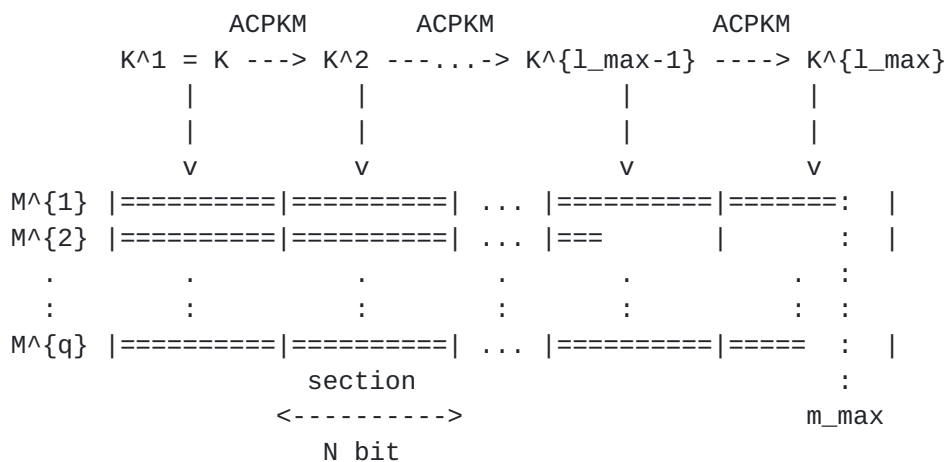 ACPKM       ACPKM              ACPKM
       K^1 = K ---> K^2 ---...-> K^{l_max-1} ----> K^{l_max}
           |          |                |           |
           |          |                |           |
           v          v                v           v
M^{1} |==========|==========| ... |==========|=======:  |
M^{2} |==========|==========| ... |===       |       :  |
  .        .          .        .       .          .  :
  :        :          :        :       :          :  :
M^{q} |==========|==========| ... |==========|=====  :  |
                   section                           :
                 <---------->                      m_max
                    N bit